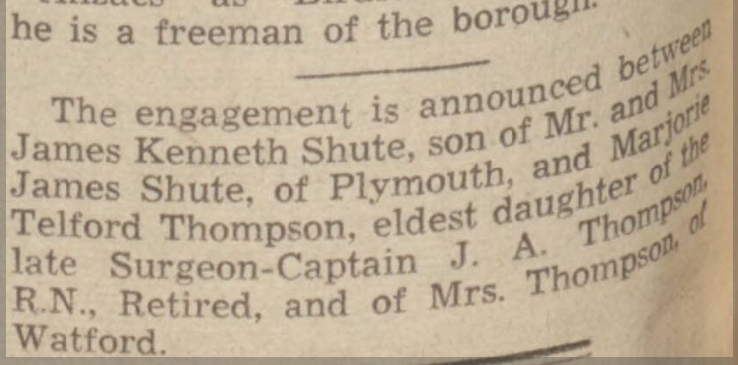 as
he is a freeman of the borough.
The engagement is announced between
James Kenneth Shute, son of Mr. and Mrs.
James Shute, of Plymouth, and Marjorie
Telford Thompson, eldest daughter of the
late Surgeon-Captain J. A. Thompson,
R.N., Retired, and of Mrs. Thompson, of
Watford.